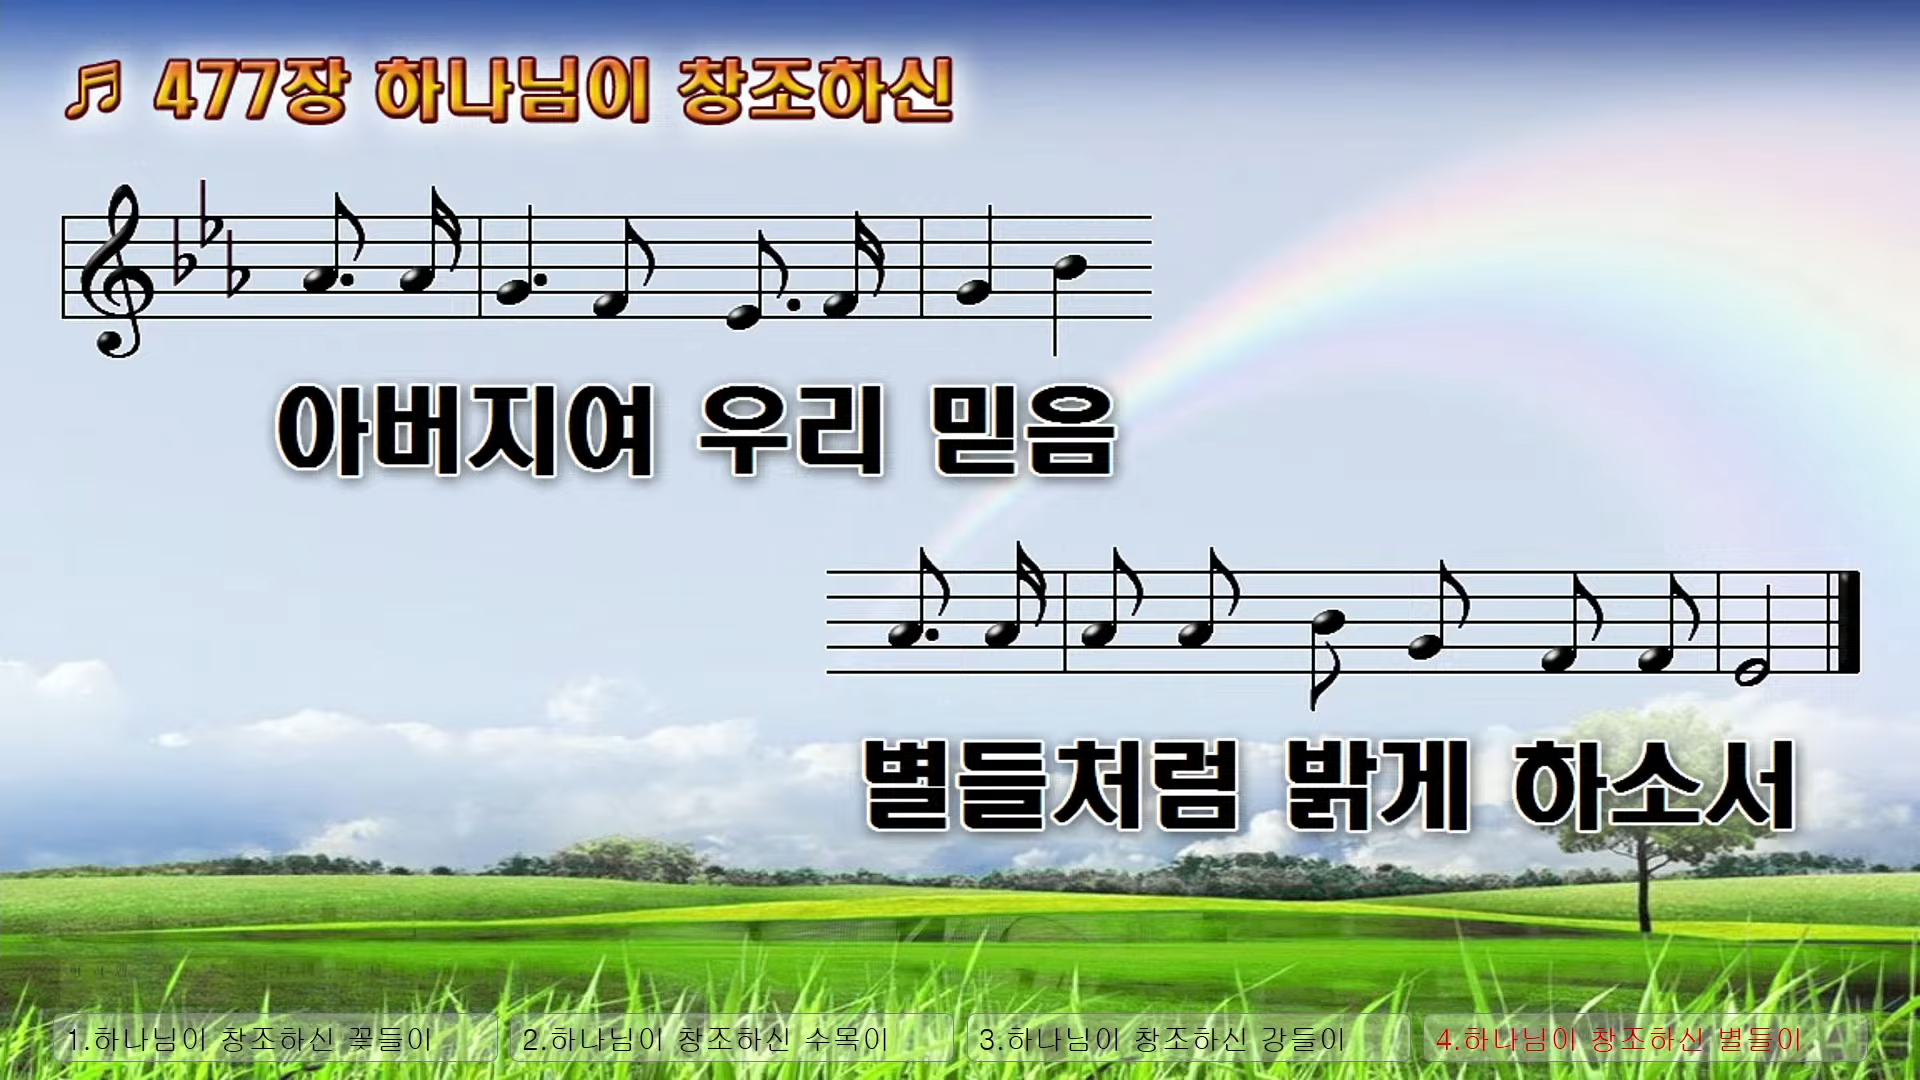 477장 하나님이 창조하신
아버지여 우리 믿음
별들처럼 밝게 하소서
1.하나님이 창조하신 꽃들이
2.하나님이 창조하신 수목이
3.하나님이 창조하신 강들이
4.하나님이 창조하신 별들이